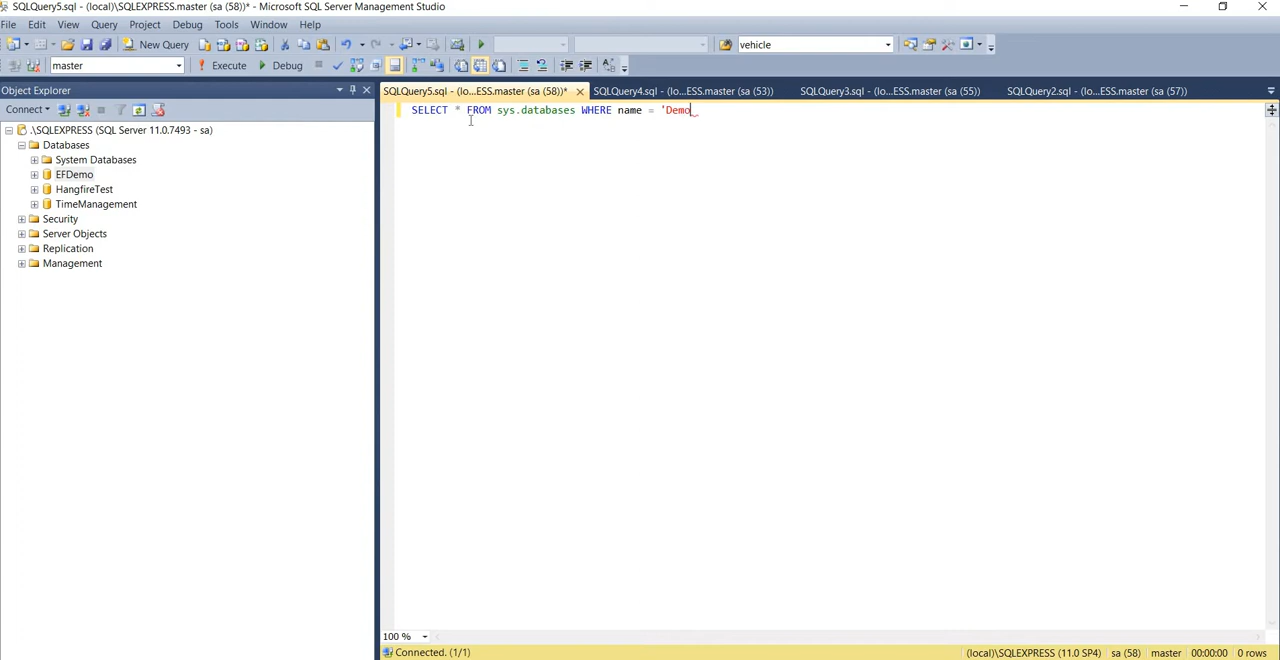 SQLQuery5.sql - (local)\SQLEXPRESS.master (sa (58))* - Microsoft SQL Server Management Studio
File Edit View Query Project Debug Tools Window Help
New Query vehicle
master Execute Debug
Object Explorer
SQLQuery5.sql - (lo...ESS.master (sa (58))* SQLQuery4.sql - (lo...ESS.master (sa (53)) SQLQuery3.sql - (lo...ESS.master (sa (55)) SQLQuery2.sql - (lo...ESS.master (sa (57))
Connect
SELECT * FROM sys.databases WHERE name = 'Demo
.\SQLEXPRESS (SQL Server 11.0.7493 - sa)
Databases
System Databases
EFDemo
HangfireTest
TimeManagement
Security
Server Objects
Replication
Management
100 %
Connected. (1/1) (local)\SQLEXPRESS (11.0 SP4) sa (58) master 00:00:00 0 rows